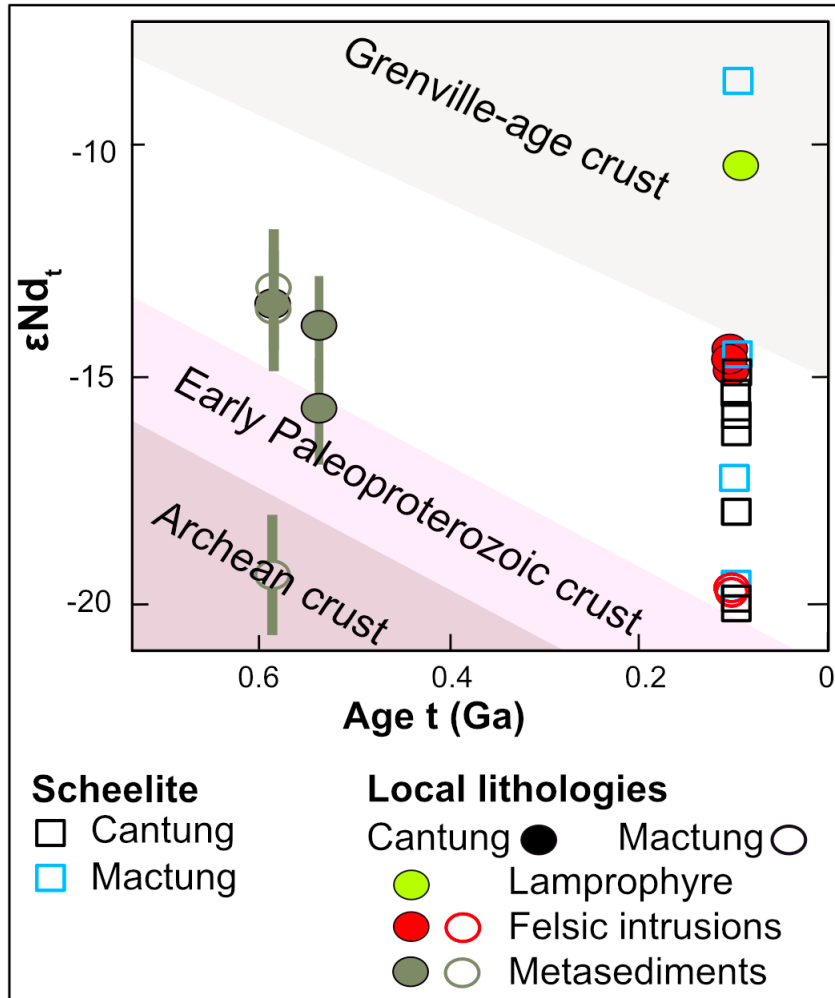 Grenville-age crust
-10
εNdt
-15
Early Paleoproterozoic crust
Archean crust
-20
0.6 0.4 0.2 0
Age t (Ga)
Scheelite
Cantung
Mactung
Local lithologies
Cantung Mactung
Lamprophyre
Felsic intrusions
Metasediments